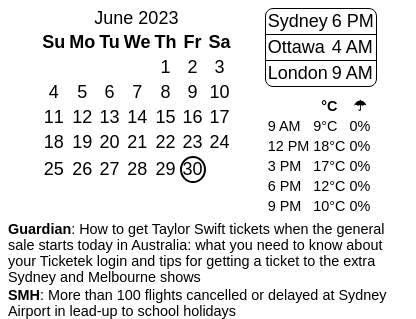 June 2023
Su Mo Tu We Th Fr Sa
1 2 3
4 5 6 7 8 9 10
11 12 13 14 15 16 17
18 19 20 21 22 23 24
25 26 27 28 29 30
Sydney 6 PM
Ottawa 4 AM
London 9 AM
°C ☂
9 AM 9°C 0%
12 PM 18°C 0%
3 PM 17°C 0%
6 PM 12°C 0%
9 PM 10°C 0%
Guardian: How to get Taylor Swift tickets when the general
sale starts today in Australia: what you need to know about
your Ticketek login and tips for getting a ticket to the extra
Sydney and Melbourne shows
SMH: More than 100 flights cancelled or delayed at Sydney
Airport in lead-up to school holidays